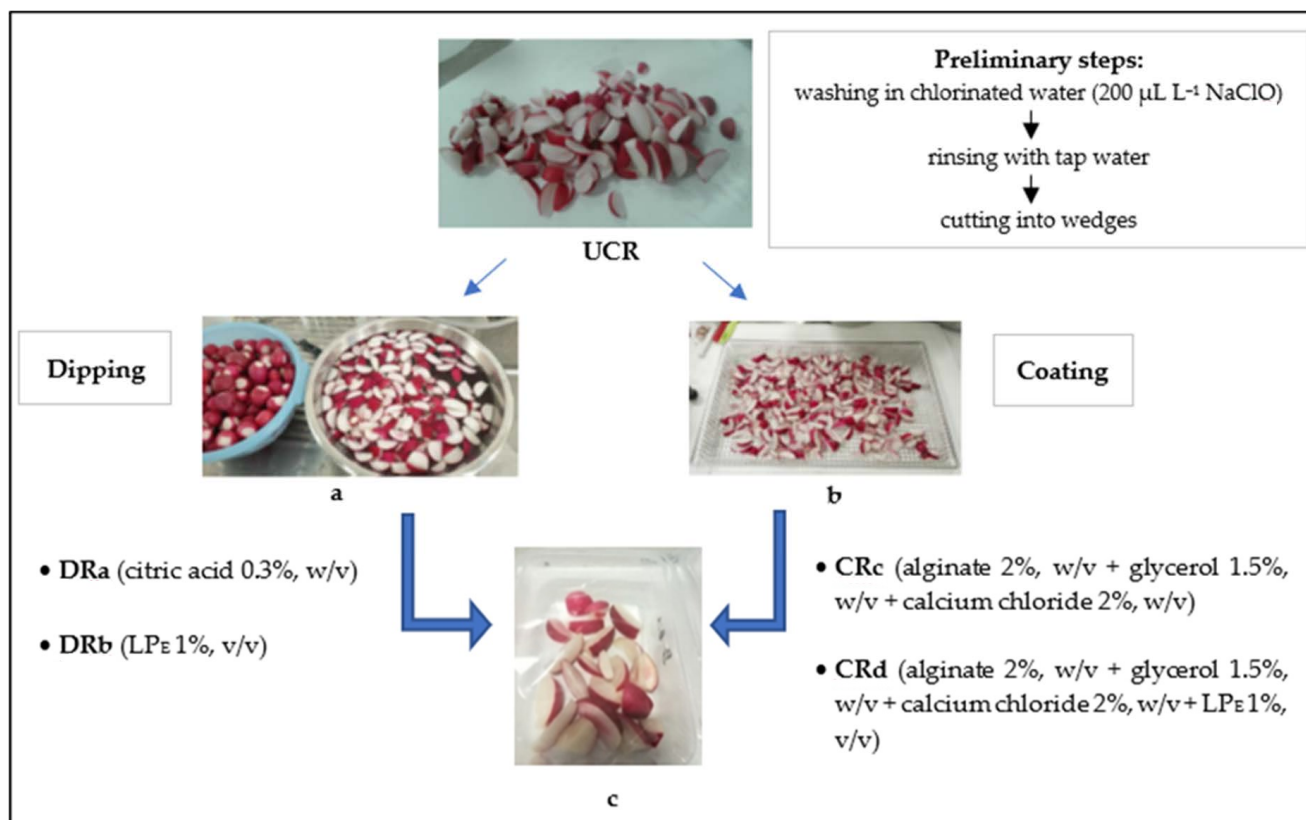 Preliminary steps:
washing in chlorinated water (200 µL L⁻¹ NaClO)
rinsing with tap water
cutting into wedges
UCR
Dipping
Coating
a
b
• DRa (citric acid 0.3%, w/v)
• DRb (LPE 1%, v/v)
• CRc (alginate 2%, w/v + glycerol 1.5%,
w/v + calcium chloride 2%, w/v)
• CRd (alginate 2%, w/v + glycerol 1.5%,
w/v + calcium chloride 2%, w/v + LPE 1%,
v/v)
c